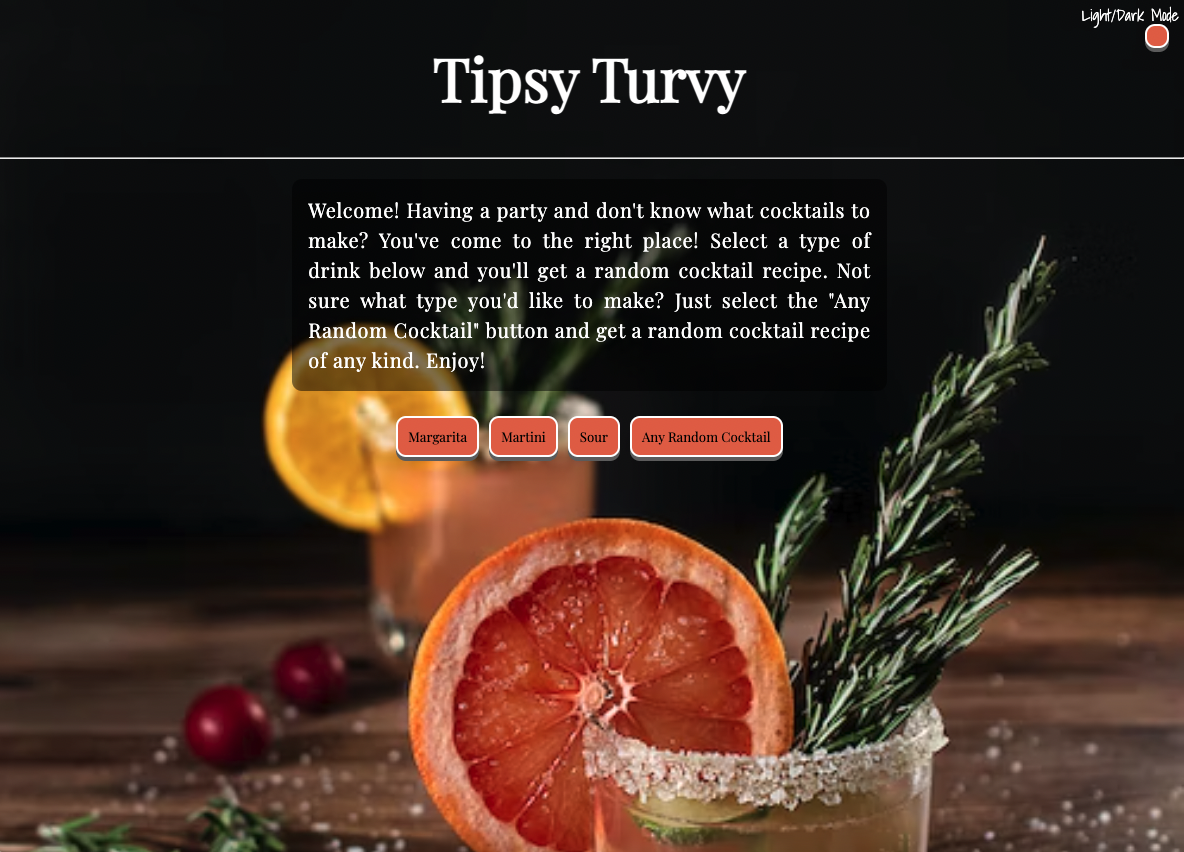 Light/Dark Mode
Tipsy Turvy
Welcome! Having a party and don't know what cocktails to
make? You've come to the right place! Select a type of
drink below and you'll get a random cocktail recipe. Not
sure what type you'd like to make? Just select the "Any
Random Cocktail" button and get a random cocktail recipe
of any kind. Enjoy!
Margarita
Martini
Sour
Any Random Cocktail